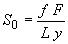 S₀ = f F / L y